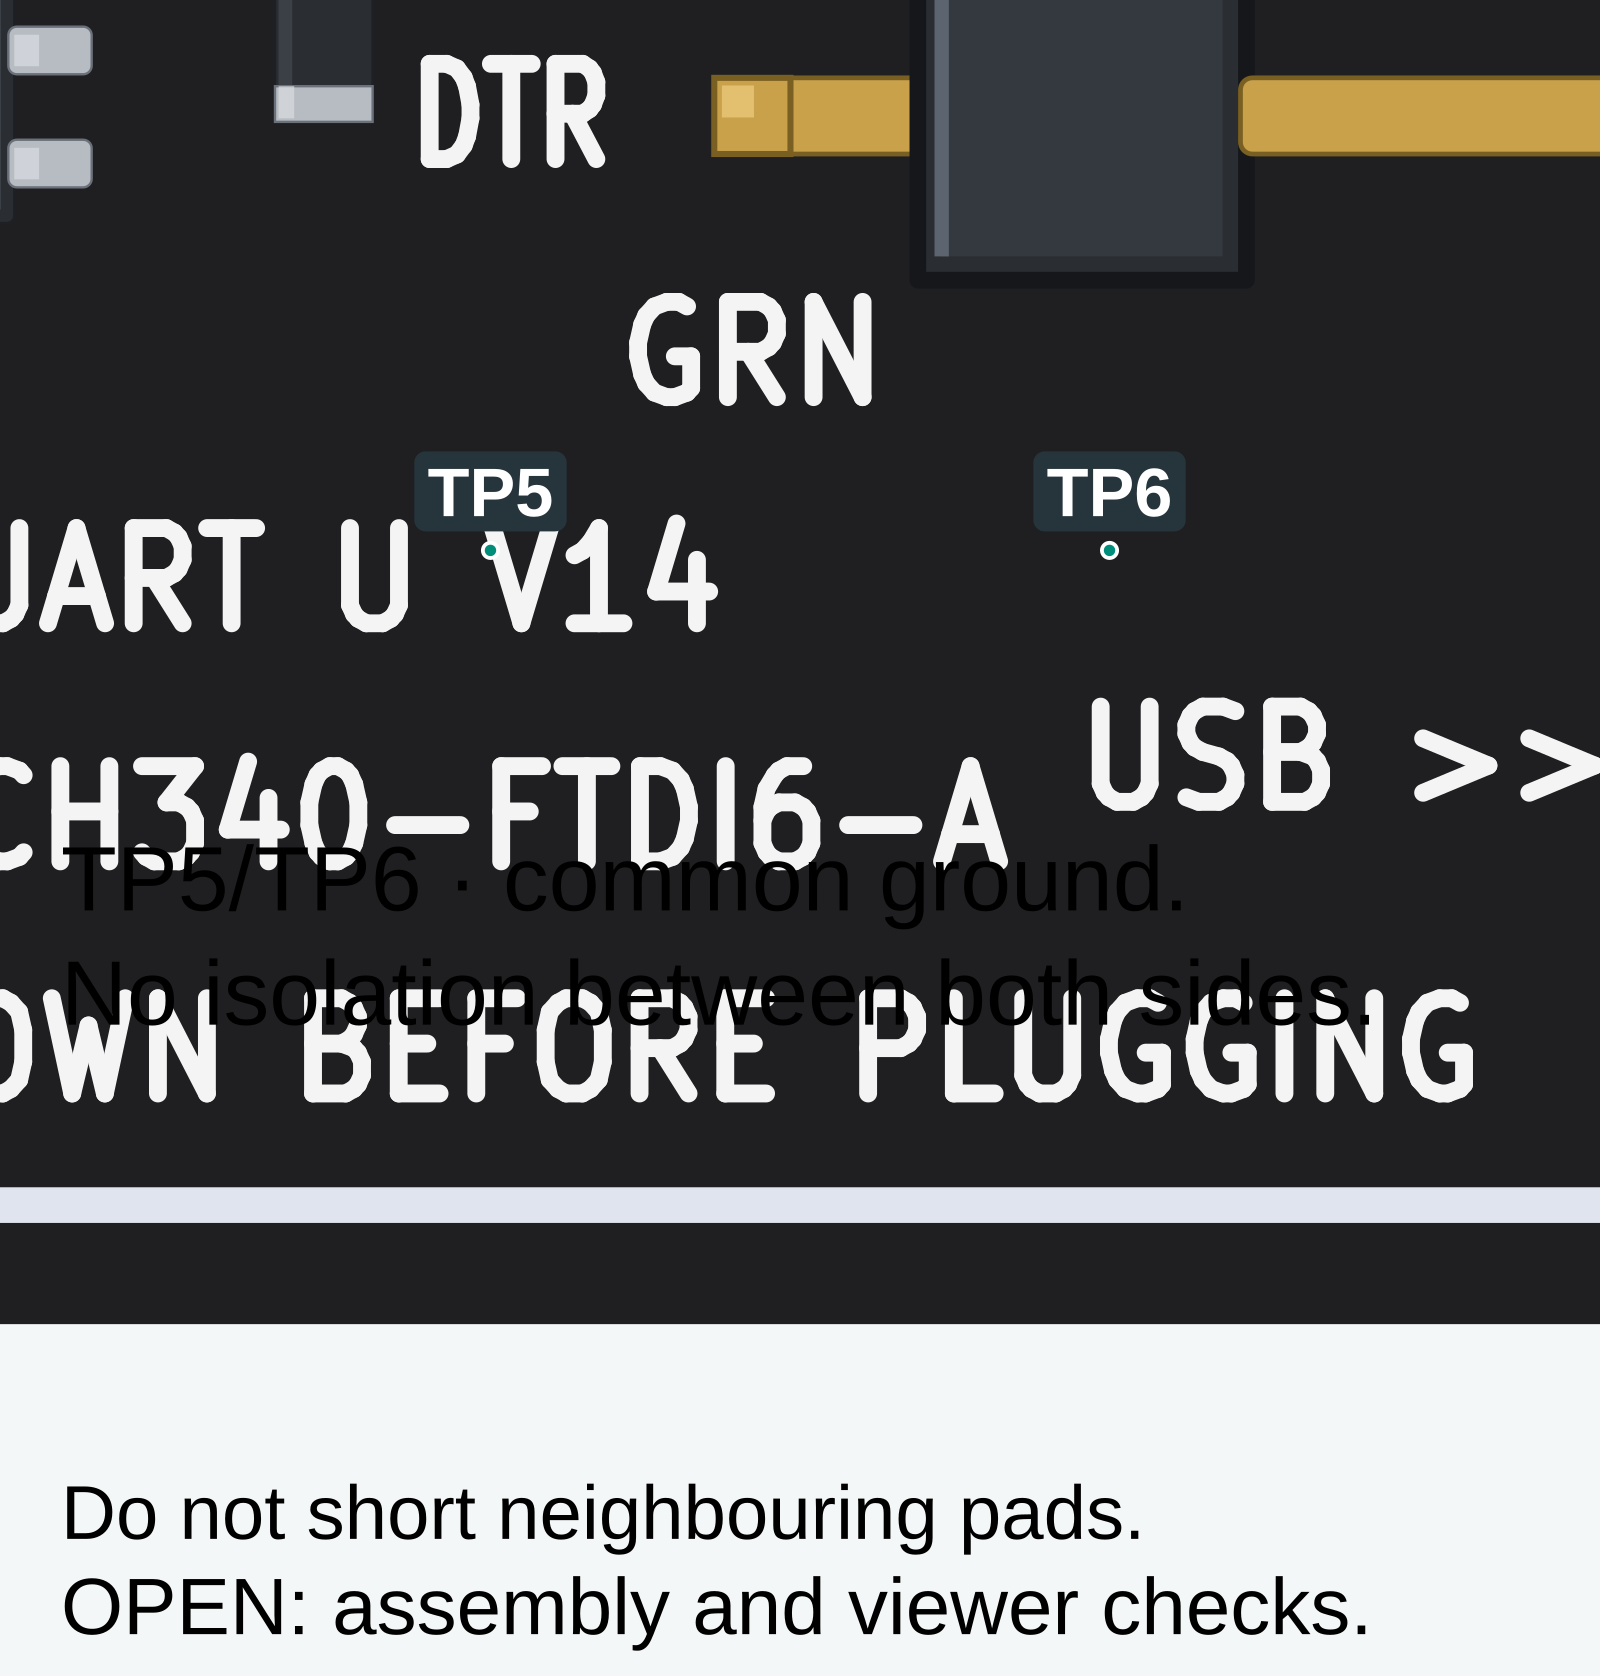 DTR
GRN
TP5 TP6
UART U V14
USB >>
CH340-FTDI6-A
TP5/TP6 · common ground.
No isolation between both sides.
OWN BEFORE PLUGGING
Do not short neighbouring pads.
OPEN: assembly and viewer checks.